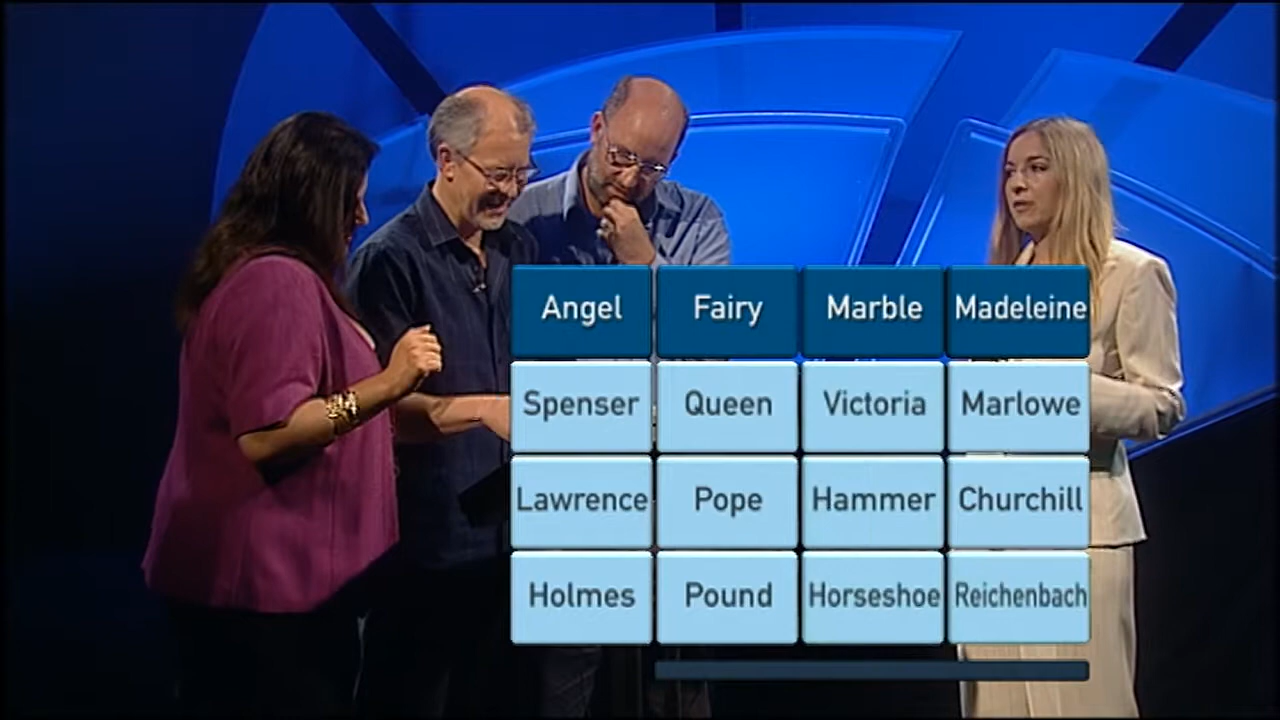 Angel Fairy Marble Madeleine
Spenser Queen Victoria Marlowe
Lawrence Pope Hammer Churchill
Holmes Pound Horseshoe Reichenbach